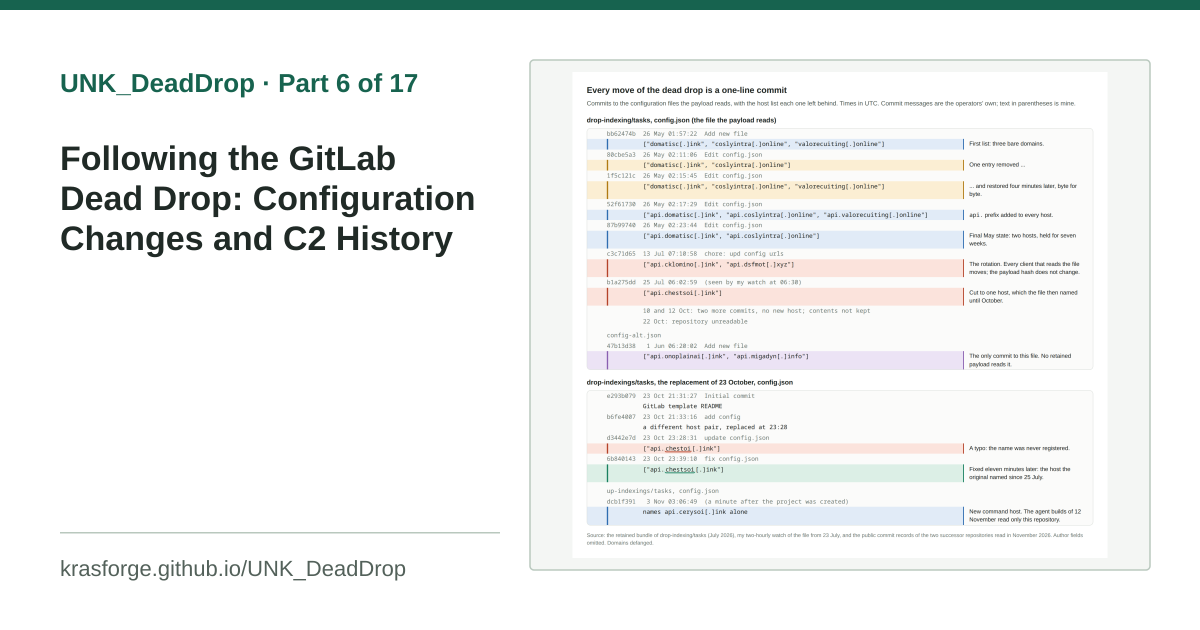 UNK_DeadDrop · Part 6 of 17
Following the GitLab
Dead Drop: Configuration
Changes and C2 History
krasforge.github.io/UNK_DeadDrop
Every move of the dead drop is a one-line commit
Commits to the configuration files the payload reads, with the host list each one left behind. Times in UTC. Commit messages are the operators' own; text in parentheses is mine.
drop-indexing/tasks, config.json (the file the payload reads)
bb62474b 26 May 01:57:22 Add new file
["domatisc[.]ink", "coslyintra[.]online", "valorecuiting[.]online"]
First list: three bare domains.
80cbe5a3 26 May 02:11:06 Edit config.json
["domatisc[.]ink", "coslyintra[.]online"]
One entry removed ...
1f5c121c 26 May 02:15:45 Edit config.json
["domatisc[.]ink", "coslyintra[.]online", "valorecuiting[.]online"]
... and restored four minutes later, byte for
byte.
52f61730 26 May 02:17:29 Edit config.json
["api.domatisc[.]ink", "api.coslyintra[.]online", "api.valorecuiting[.]online"]
api. prefix added to every host.
87b99740 26 May 02:23:44 Edit config.json
["api.domatisc[.]ink", "api.coslyintra[.]online"]
Final May state: two hosts, held for seven
weeks.
c3c71d65 13 Jul 07:10:58 chore: upd config urls
["api.cklomino[.]ink", "api.dsfmot[.]xyz"]
The rotation. Every client that reads the file
moves; the payload hash does not change.
b1a275dd 25 Jul 06:02:59 (seen by my watch at 06:30)
["api.chestsoi[.]ink"]
Cut to one host, which the file then named
until October.
10 and 12 Oct: two more commits, no new host; contents not kept
22 Oct: repository unreadable
config-alt.json
47b13d38 1 Jun 06:20:02 Add new file
["api.onoplainai[.]ink", "api.migadyn[.]info"]
The only commit to this file. No retained
payload reads it.
drop-indexings/tasks, the replacement of 23 October, config.json
e293b079 23 Oct 21:31:27 Initial commit
GitLab template README
b6fe4007 23 Oct 21:33:16 add config
a different host pair, replaced at 23:28
d3442e7d 23 Oct 23:28:31 update config.json
["api.chestoi[.]ink"]
A typo: the name was never registered.
6b840143 23 Oct 23:39:10 fix config.json
["api.chestsoi[.]ink"]
Fixed eleven minutes later: the host the
original named since 25 July.
up-indexings/tasks, config.json
dcb1f391 3 Nov 03:06:49 (a minute after the project was created)
names api.cerysoi[.]ink alone
New command host. The agent builds of 12
November read only this repository.
Source: the retained bundle of drop-indexing/tasks (July 2026), my two-hourly watch of the file from 23 July, and the public commit records of the two successor repositories read in November 2026. Author fields
omitted. Domains defanged.